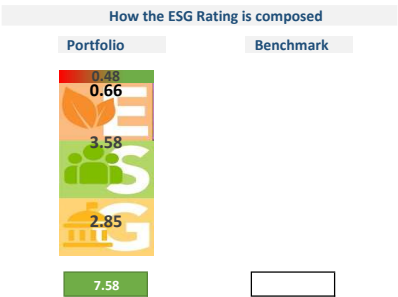 How the ESG Rating is composed
Portfolio Benchmark
0.48
0.66
E
3.58
S
2.85
G
7.58